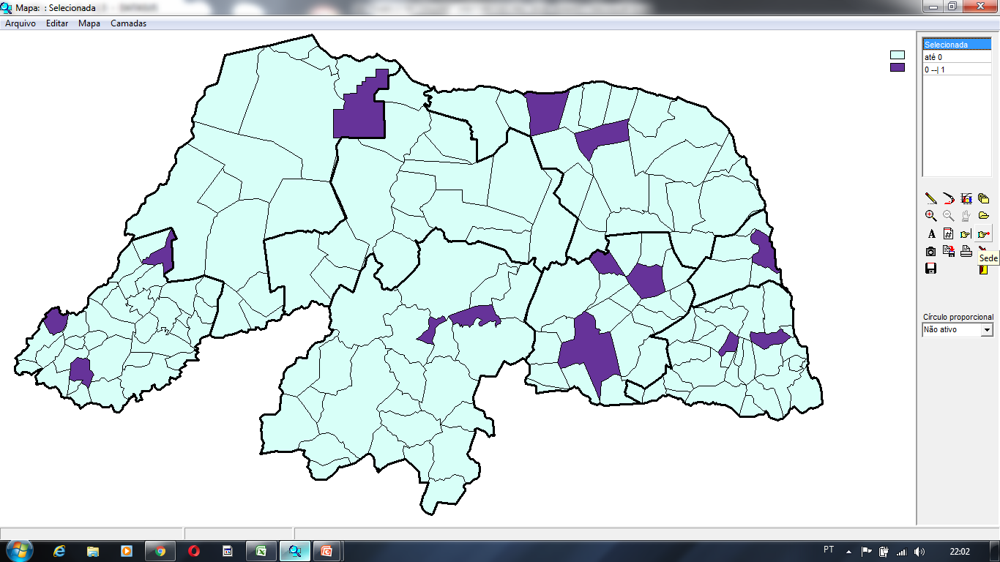 Mapa: : Selecionada
Arquivo Editar Mapa Camadas
Selecionada
até 0
0 --| 1
A
#
Sede
Círculo proporcional
Não ativo
PT
22:02